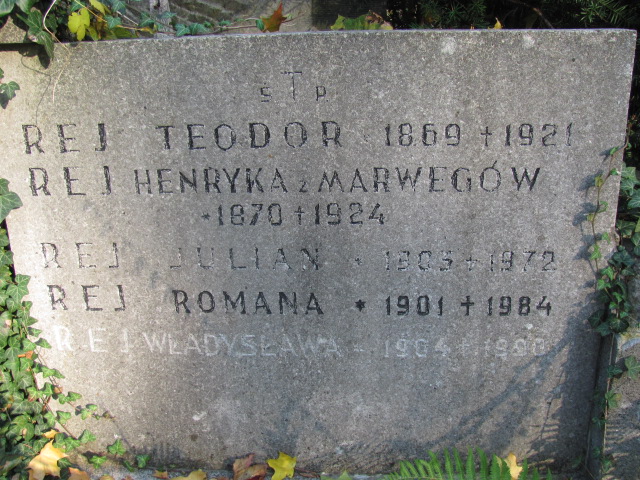 S † P
REJ TEODOR 1869 + 1921
REJ HENRYKA z MARWEGÓW
* 1870 + 1924
REJ JULIAN * 1903 + 1972
REJ ROMANA * 1901 + 1984
REJ WŁADYSŁAWA * 1904